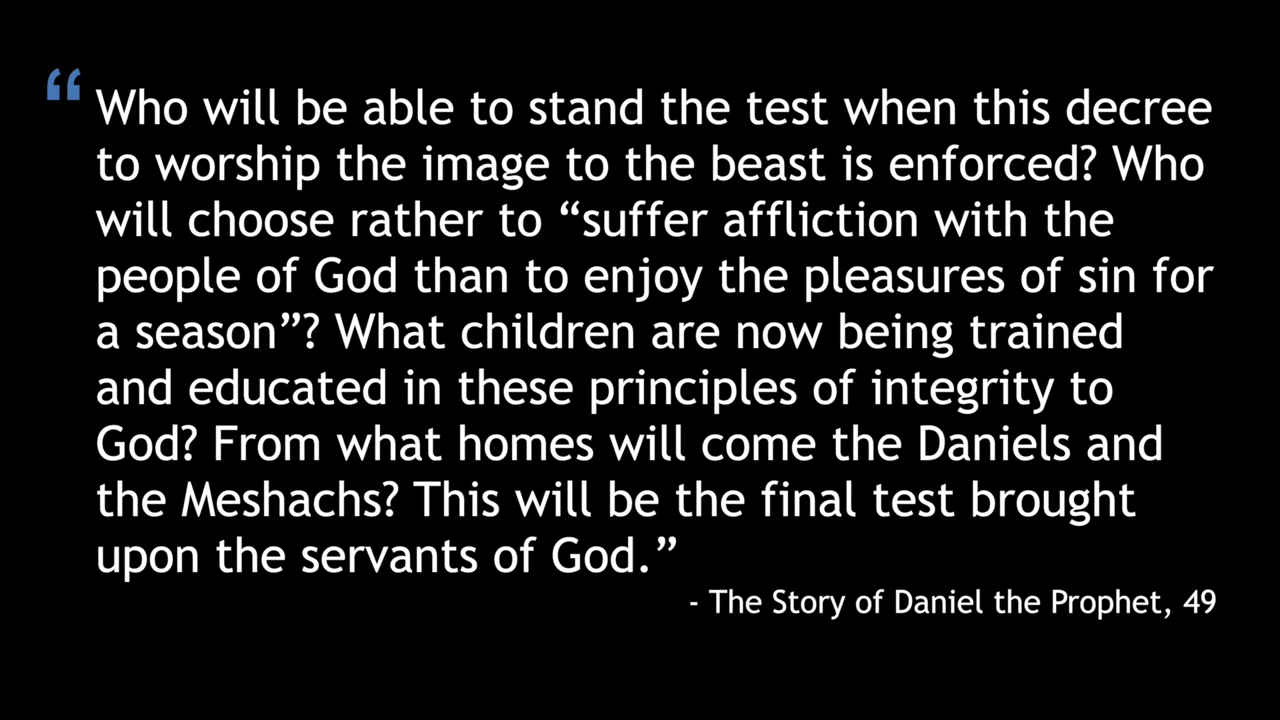 “Who will be able to stand the test when this decree
to worship the image to the beast is enforced? Who
will choose rather to “suffer affliction with the
people of God than to enjoy the pleasures of sin for
a season”? What children are now being trained
and educated in these principles of integrity to
God? From what homes will come the Daniels and
the Meshachs? This will be the final test brought
upon the servants of God.”
- The Story of Daniel the Prophet, 49